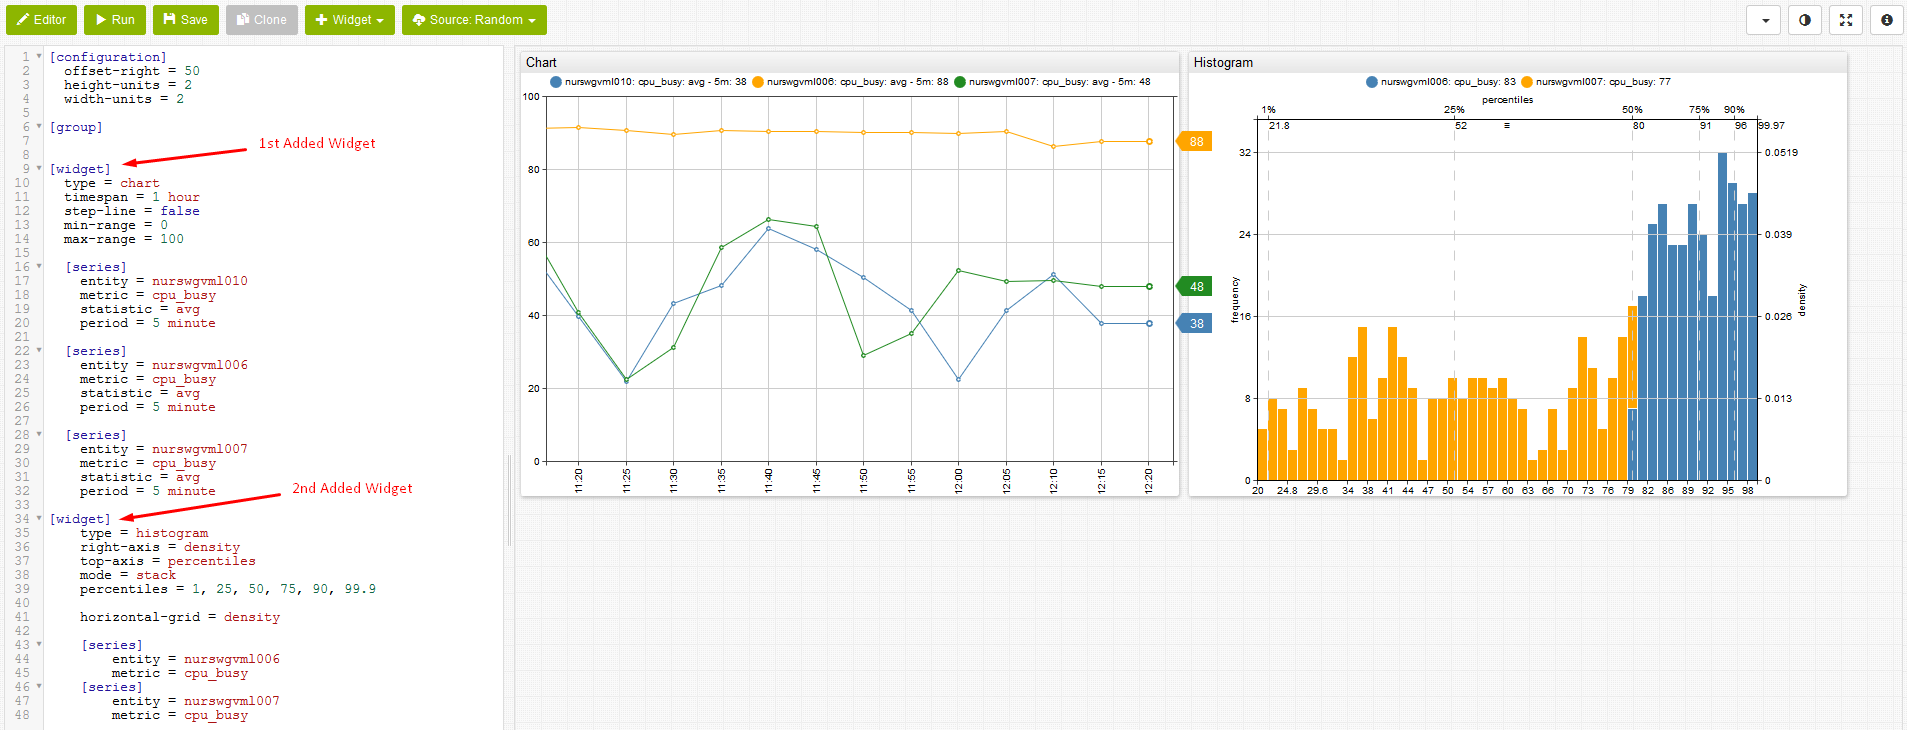 Editor Run Save Clone Widget Source: Random
1 [configuration]
2 offset-right = 50
3 height-units = 2
4 width-units = 2
5
6 [group]
7
8
9 [widget]
1st Added Widget
10 type = chart
11 timespan = 1 hour
12 step-line = false
13 min-range = 0
14 max-range = 100
15
16 [series]
17 entity = nurswgvml010
18 metric = cpu_busy
19 statistic = avg
20 period = 5 minute
21
22 [series]
23 entity = nurswgvml006
24 metric = cpu_busy
25 statistic = avg
26 period = 5 minute
27
28 [series]
29 entity = nurswgvml007
30 metric = cpu_busy
31 statistic = avg
32 period = 5 minute
33
2nd Added Widget
34 [widget]
35 type = histogram
36 right-axis = density
37 top-axis = percentiles
38 mode = stack
39 percentiles = 1, 25, 50, 75, 90, 99.9
40
41 horizontal-grid = density
42
43 [series]
44 entity = nurswgvml006
45 metric = cpu_busy
46 [series]
47 entity = nurswgvml007
48 metric = cpu_busy
Chart
nurswgvml010: cpu_busy: avg - 5m: 38 nurswgvml006: cpu_busy: avg - 5m: 88 nurswgvml007: cpu_busy: avg - 5m: 48
100
80
60
40
20
0
88
48
38
11:20 11:25 11:30 11:35 11:40 11:45 11:50 11:55 12:00 12:05 12:10 12:15 12:20
Histogram
nurswgvml006: cpu_busy: 83 nurswgvml007: cpu_busy: 77
percentiles
1% 25% 50% 75% 90%
21.8 52 80 91 96 99.97
32
24
16
8
0
frequency
0.0519
0.039
0.026
0.013
0
density
20 24.8 29.6 34 38 41 44 47 50 54 57 60 63 66 70 73 76 79 82 86 89 92 95 98